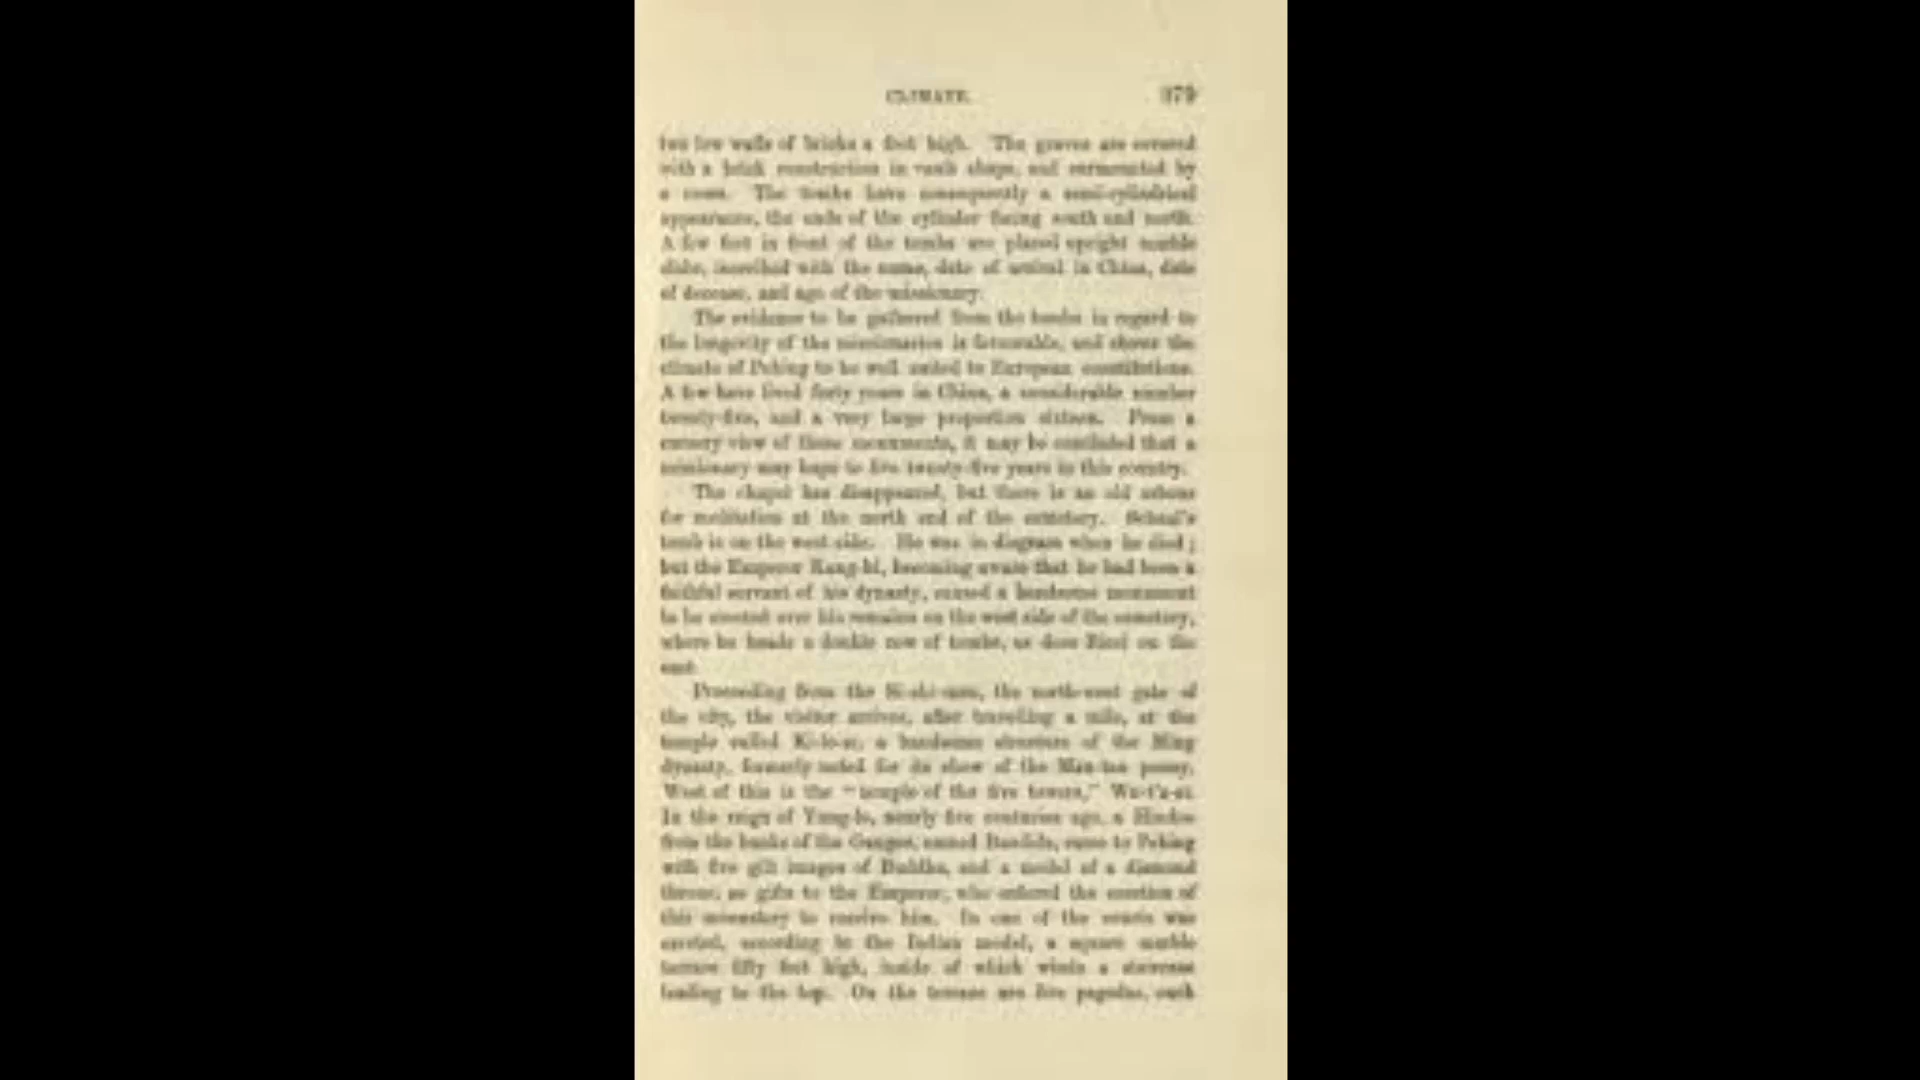 CLIMATE. 379
two low walls of bricks a foot high. The graves are covered
with a brick construction in vault shape, and surmounted by
a cross. The tombs have consequently a semi-cylindrical
appearance, the ends of the cylinder facing south and north.
A few feet in front of the tombs are placed upright marble
slabs, inscribed with the name, date of arrival in China, date
of decease, and age of the missionary.
The evidence to be gathered from the tombs in regard to
the longevity of the missionaries is favourable, and shows the
climate of Peking to be well suited to European constitutions.
A few have lived forty years in China, a considerable number
twenty-five, and a very large proportion sixteen. From a
cursory view of these monuments, it may be concluded that a
missionary may hope to live twenty-five years in this country.
The chapel has disappeared, but there is an old
for meditation at the north end of the cemetery. Schaal's
tomb is on the west side. He was in disgrace when he died;
but the Emperor Kang-hi, becoming aware that he had been a
faithful servant of his dynasty, caused a handsome monument
to be erected over his remains on the west side of the cemetery,
where he heads a double row of tombs, as does Ricci on the
east.
Proceeding from the Si-chi-men, the north-west gate of
the city, the visitor arrives, after travelling a mile, at the
temple called Ki-lo-si, a handsome structure of the Ming
dynasty, formerly noted for its show of the Mau-tan peony.
West of this is the "temple of the five towers," Wu-t'a-si.
In the reign of Yung-lo, nearly five centuries ago, a Hindoo
from the banks of the Ganges, named Bandida, came to Peking
with five gilt images of Buddha, and a model of a diamond
throne, as gifts to the Emperor, who ordered the erection of
this monastery to receive him. In one of the courts was
erected, according to the Indian model, a square marble
terrace fifty feet high, inside of which winds a staircase
leading to the top. On the terrace are five pagodas, each